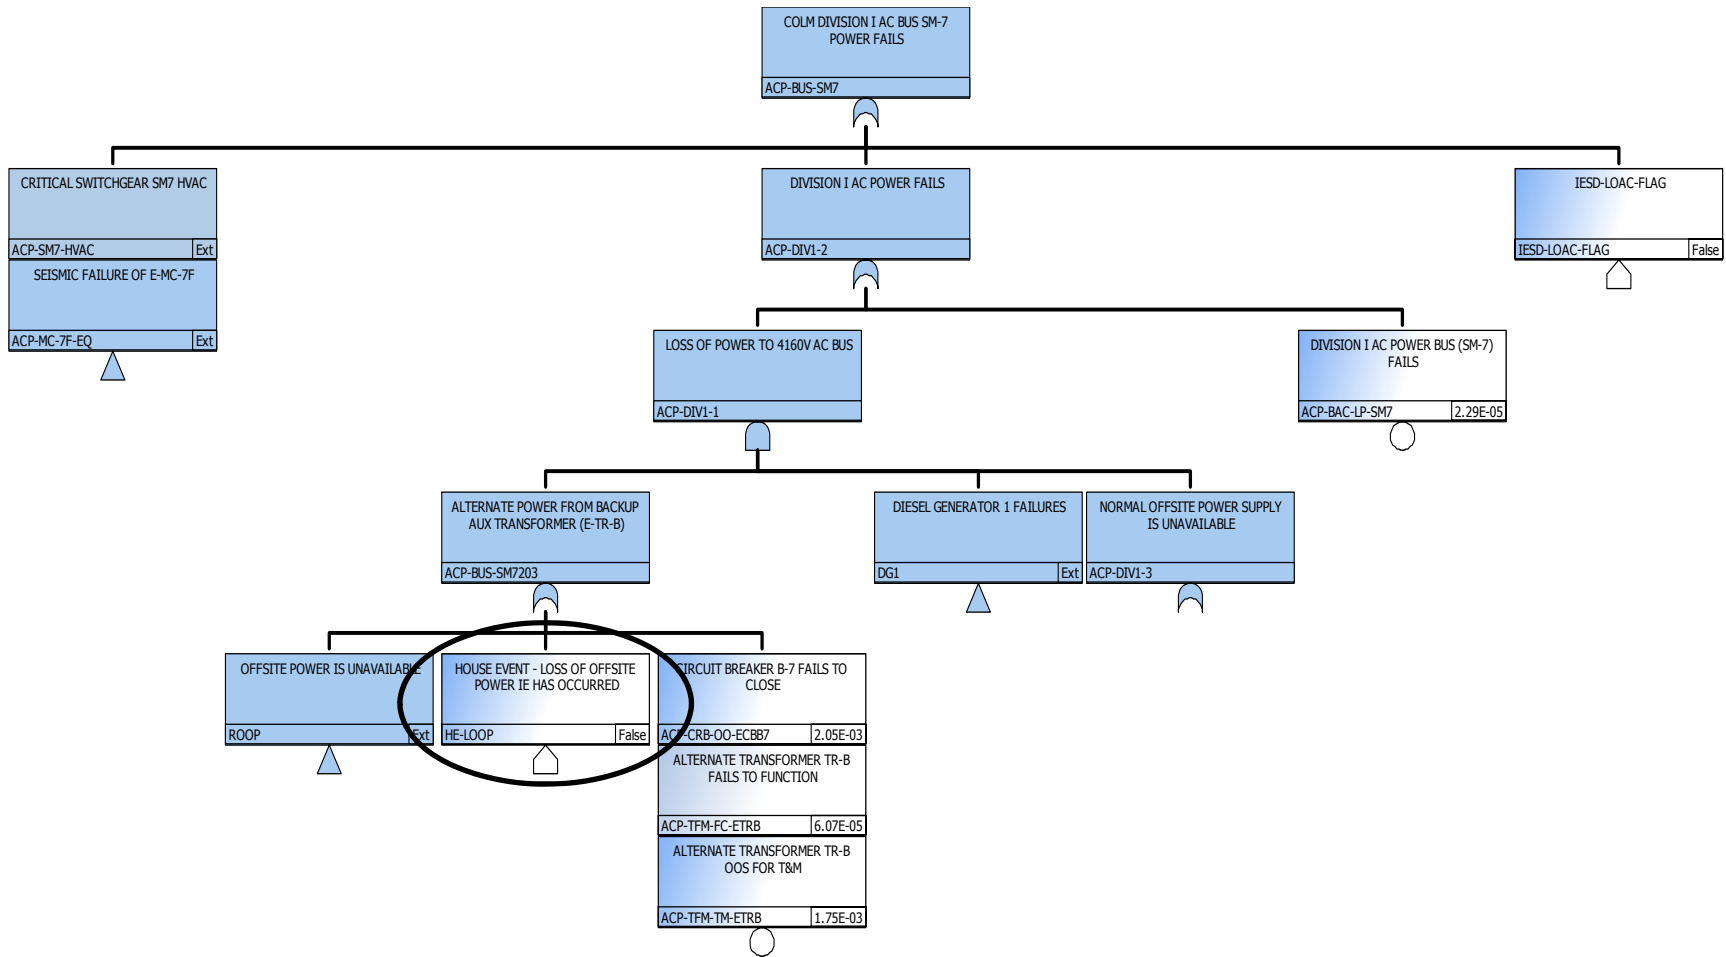 COLM DIVISION I AC BUS SM-7
POWER FAILS
ACP-BUS-SM7
CRITICAL SWITCHGEAR SM7 HVAC
ACP-SM7-HVAC Ext
SEISMIC FAILURE OF E-MC-7F
ACP-MC-7F-EQ Ext
DIVISION I AC POWER FAILS
ACP-DIV1-2
IESD-LOAC-FLAG
IESD-LOAC-FLAG False
LOSS OF POWER TO 4160V AC BUS
ACP-DIV1-1
DIVISION I AC POWER BUS (SM-7)
FAILS
ACP-BAC-LP-SM7 2.29E-05
ALTERNATE POWER FROM BACKUP
AUX TRANSFORMER (E-TR-B)
ACP-BUS-SM7203
DIESEL GENERATOR 1 FAILURES
DG1 Ext
NORMAL OFFSITE POWER SUPPLY
IS UNAVAILABLE
ACP-DIV1-3
OFFSITE POWER IS UNAVAILABLE
ROOP Ext
HOUSE EVENT - LOSS OF OFFSITE
POWER IE HAS OCCURRED
HE-LOOP False
CIRCUIT BREAKER B-7 FAILS TO
CLOSE
ACP-CRB-OO-ECBB7 2.05E-03
ALTERNATE TRANSFORMER TR-B
FAILS TO FUNCTION
ACP-TFM-FC-ETRB 6.07E-05
ALTERNATE TRANSFORMER TR-B
OOS FOR T&M
ACP-TFM-TM-ETRB 1.75E-03